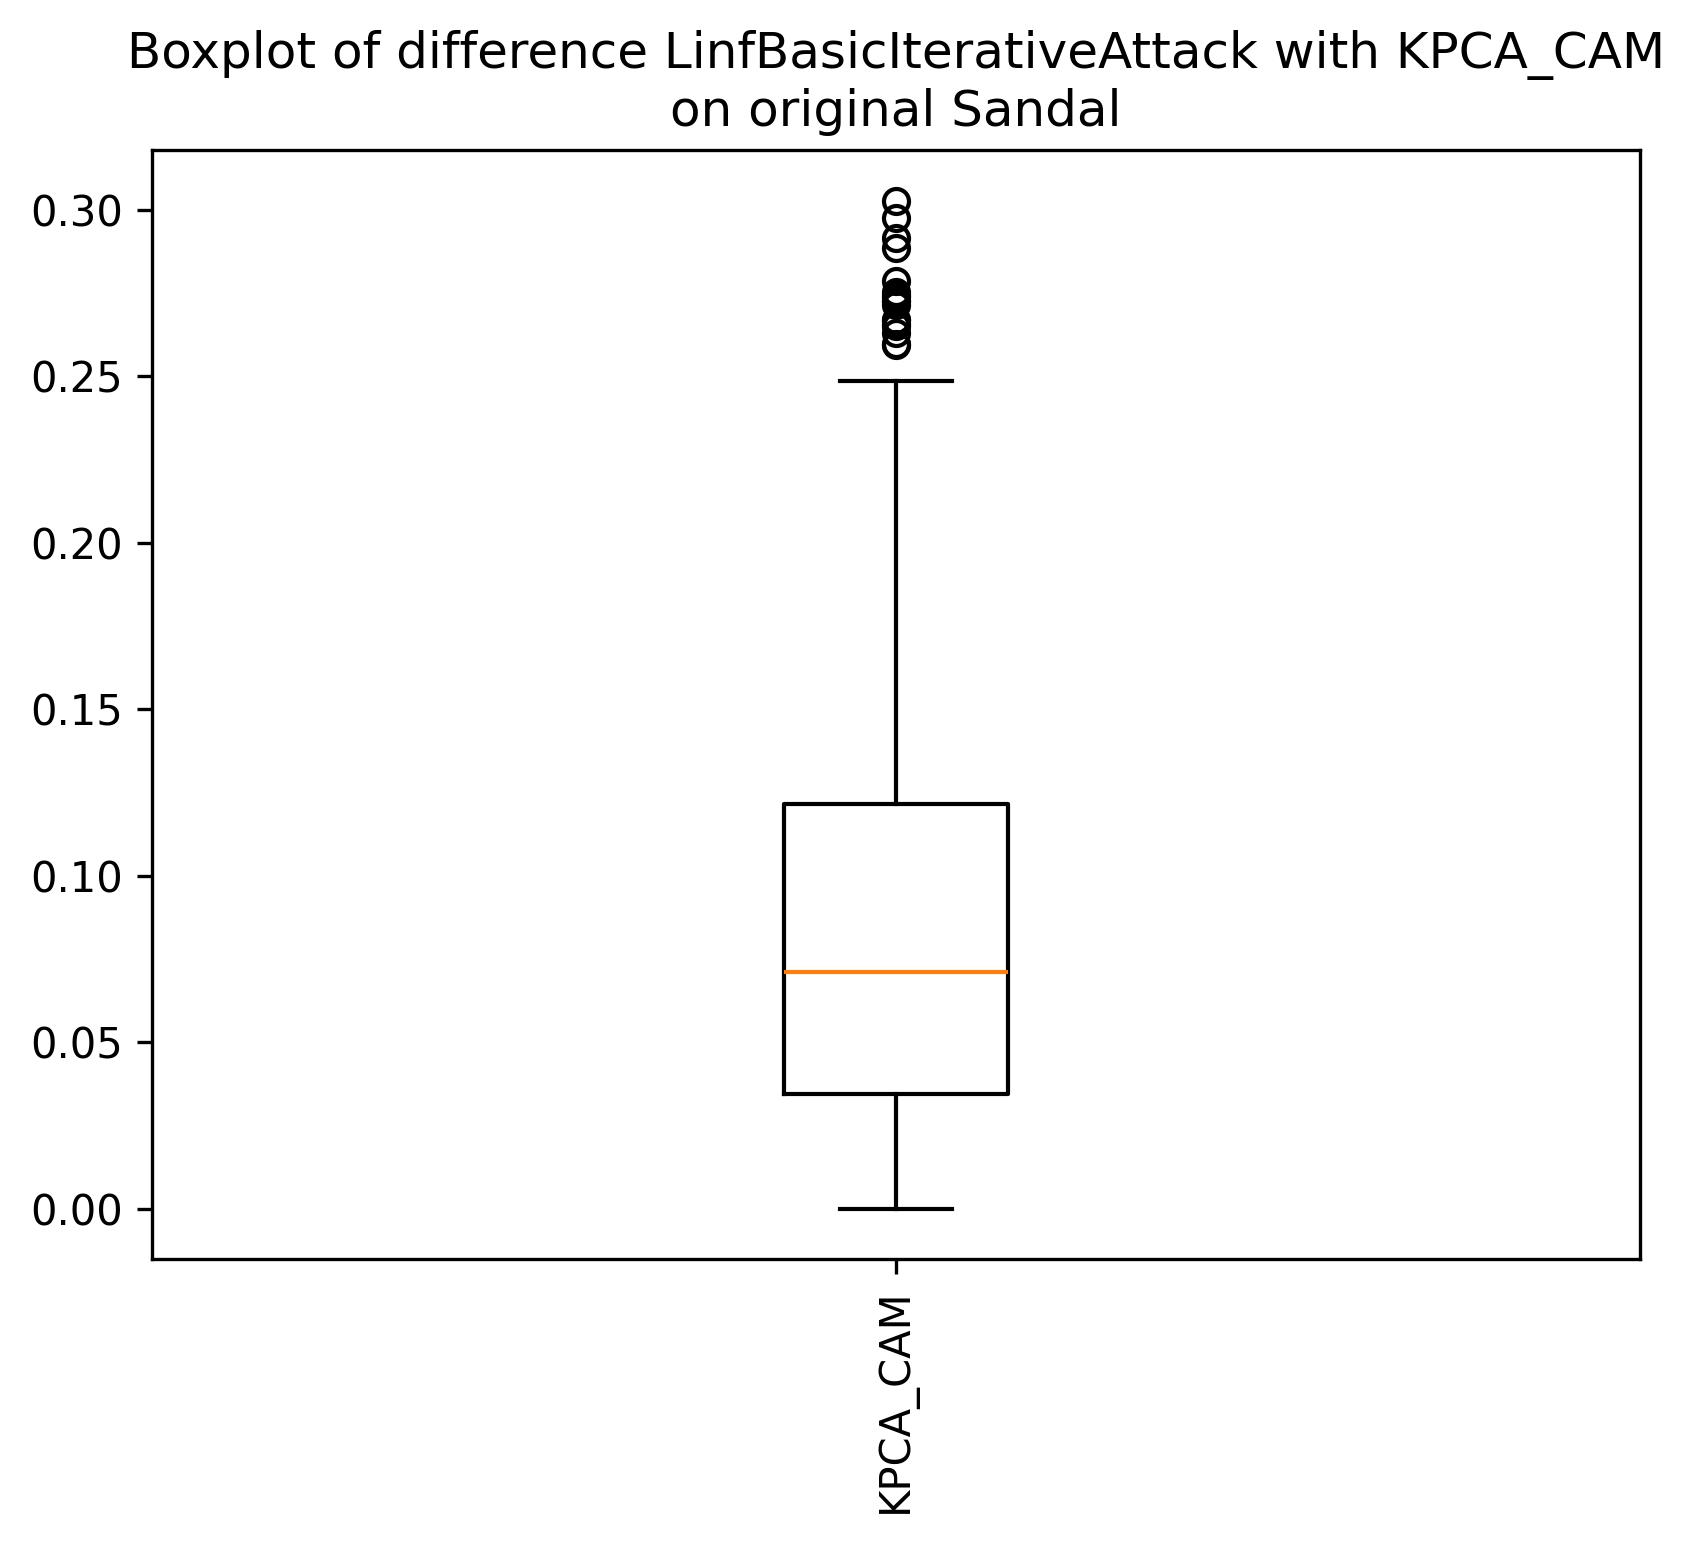 Boxplot of difference LinfBasicIterativeAttack with KPCA_CAM
on original Sandal
0.30
0.25
0.20
0.15
0.10
0.05
0.00
KPCA_CAM